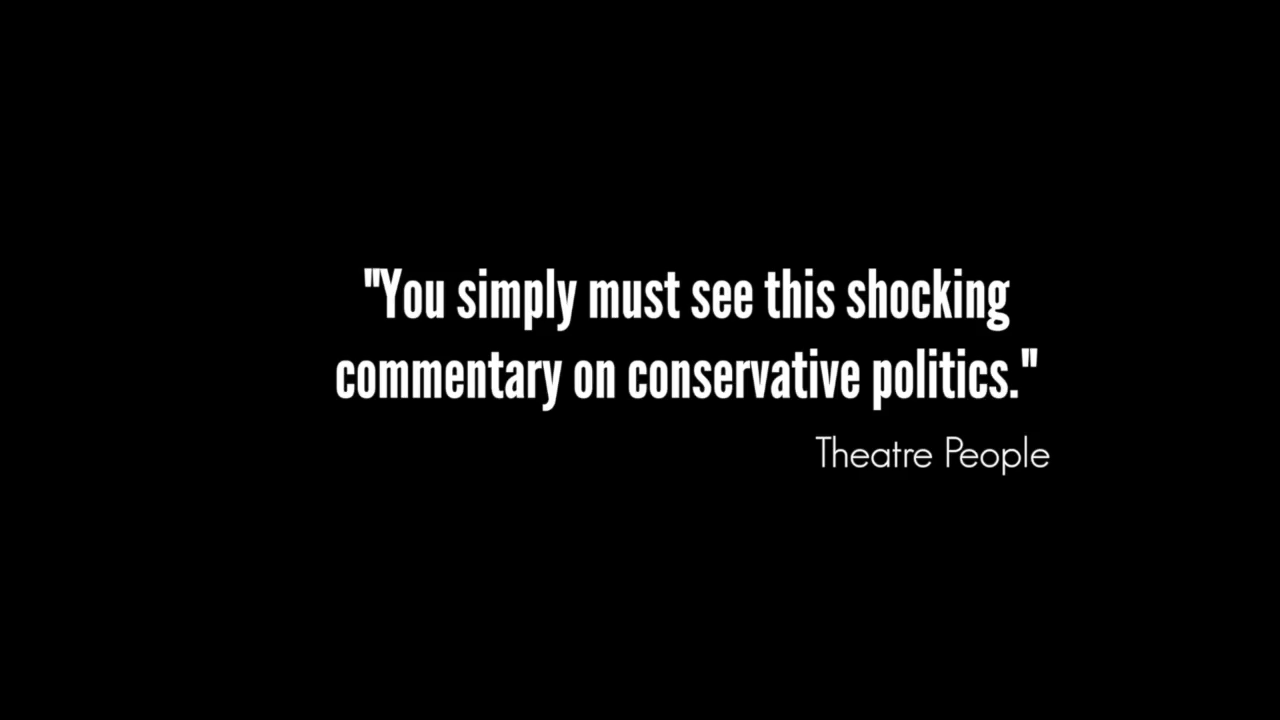 "You simply must see this shocking
commentary on conservative politics."
Theatre People